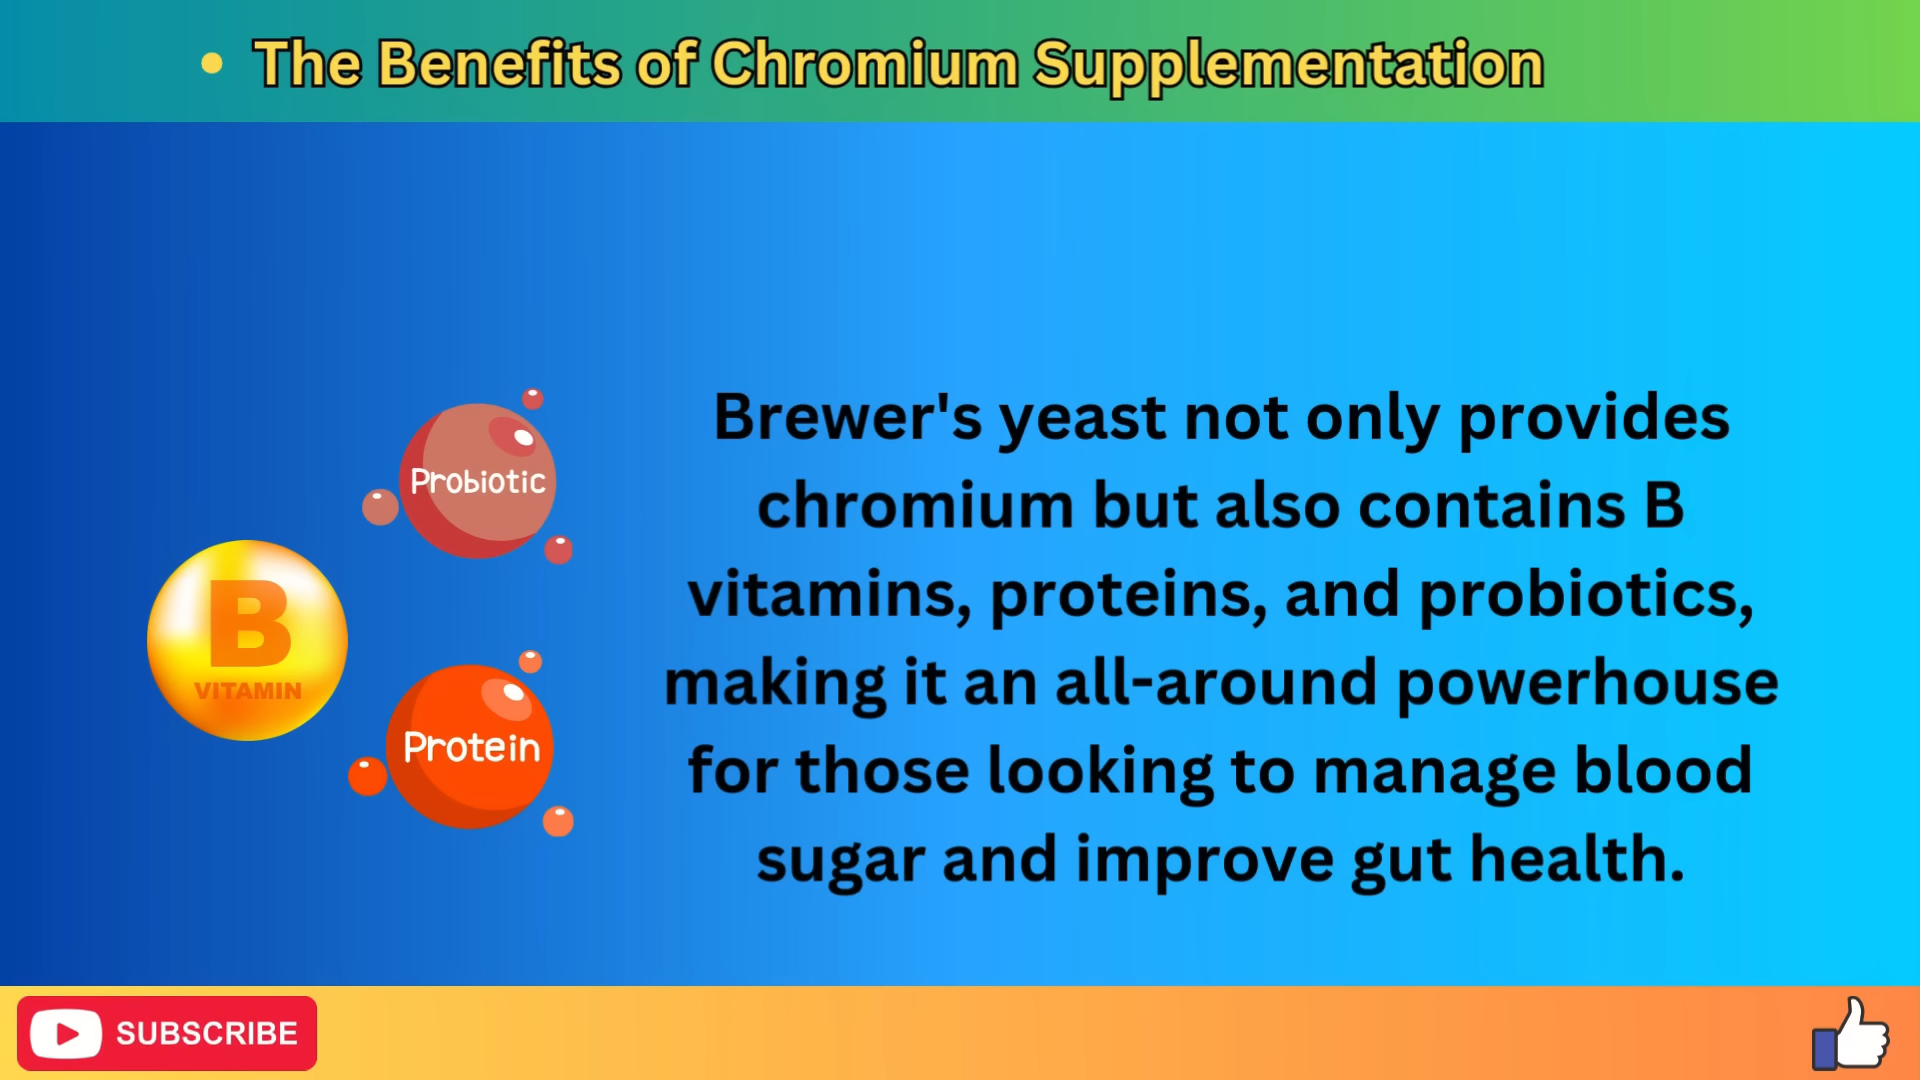 • The Benefits of Chromium Supplementation
Brewer's yeast not only provides
chromium but also contains B
vitamins, proteins, and probiotics,
making it an all-around powerhouse
for those looking to manage blood
sugar and improve gut health.
Probiotic
B
VITAMIN
Protein
SUBSCRIBE